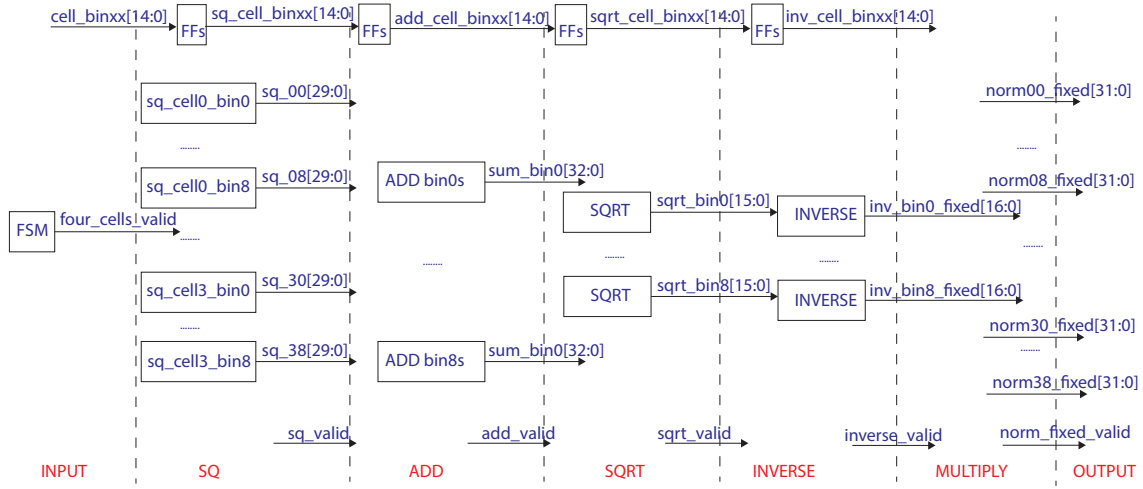 cell_binxx[14:0] sq_cell_binxx[14:0] add_cell_binxx[14:0] sqrt_cell_binxx[14:0] inv_cell_binxx[14:0]
FFs FFs FFs FFs
sq_cell0_bin0 sq_00[29:0] norm00_fixed[31:0]
......... .........
sq_cell0_bin8 sq_08[29:0] ADD bin0s sum_bin0[32:0] norm08_fixed[31:0]
FSM four_cells_valid SQRT sqrt_bin0[15:0] INVERSE inv_bin0_fixed[16:0]
......... ......... ......... ......... .........
sq_cell3_bin0 sq_30[29:0] SQRT sqrt_bin8[15:0] INVERSE inv_bin8_fixed[16:0]
......... norm30_fixed[31:0]
sq_cell3_bin8 sq_38[29:0] ADD bin8s sum_bin0[32:0] .........
norm38_fixed[31:0]
sq_valid add_valid sqrt_valid inverse_valid norm_fixed_valid
INPUT SQ ADD SQRT INVERSE MULTIPLY OUTPUT